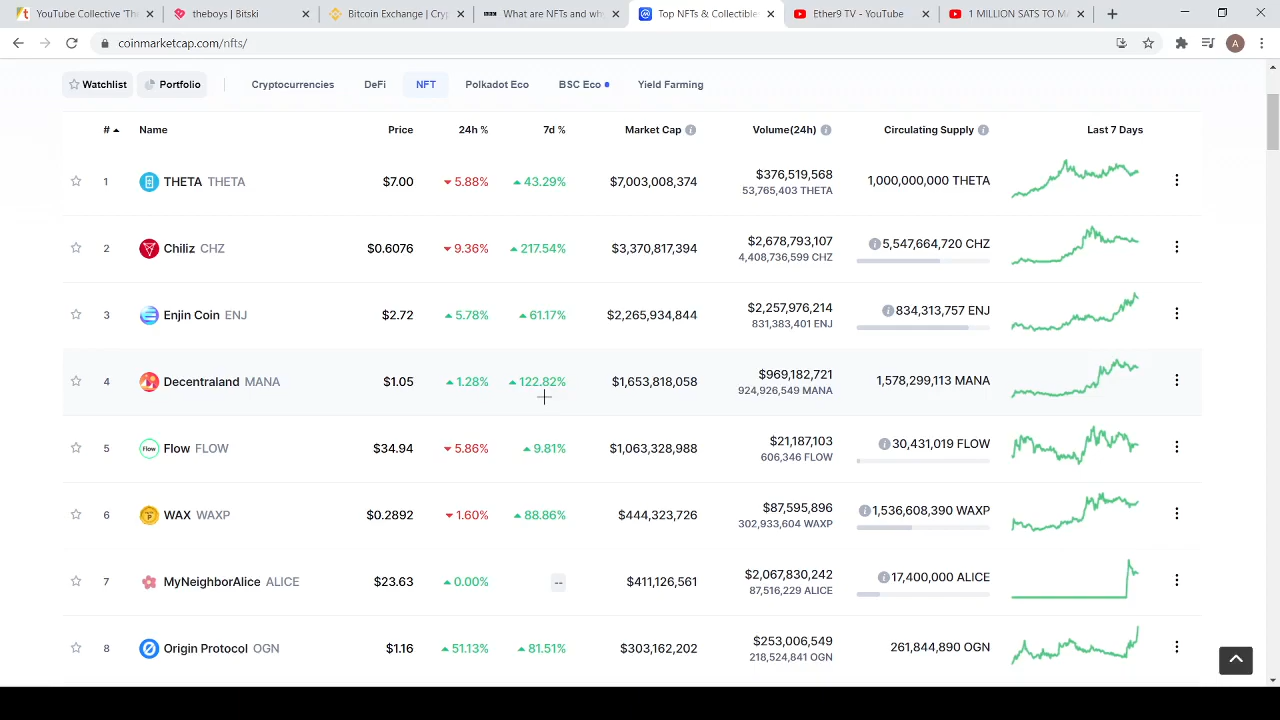 YouTube Collective Th
theboys | Bitski
Bitcoin Exchange | Cryp
What are NFTs and why
Top NFTs & Collectible
Ether9 TV - YouTube
1 MILLION SATS TO M
coinmarketcap.com/nfts/
A
Watchlist Portfolio Cryptocurrencies DeFi NFT Polkadot Eco BSC Eco Yield Farming
# Name Price 24h % 7d % Market Cap Volume(24h) Circulating Supply Last 7 Days
1 THETA THETA $7.00 5.88% 43.29% $7,003,008,374 $376,519,568 1,000,000,000 THETA
53,765,403 THETA
2 Chiliz CHZ $0.6076 9.36% 217.54% $3,370,817,394 $2,678,793,107 5,547,664,720 CHZ
4,408,736,599 CHZ
3 Enjin Coin ENJ $2.72 5.78% 61.17% $2,265,934,844 $2,257,976,214 834,313,757 ENJ
831,383,401 ENJ
4 Decentraland MANA $1.05 1.28% 122.82% $1,653,818,058 $969,182,721 1,578,299,113 MANA
924,926,549 MANA
5 Flow FLOW $34.94 5.86% 9.81% $1,063,328,988 $21,187,103 30,431,019 FLOW
606,346 FLOW
6 WAX WAXP $0.2892 1.60% 88.86% $444,323,726 $87,595,896 1,536,608,390 WAXP
302,933,604 WAXP
7 MyNeighborAlice ALICE $23.63 0.00% -- $411,126,561 $2,067,830,242 17,400,000 ALICE
87,516,229 ALICE
8 Origin Protocol OGN $1.16 51.13% 81.51% $303,162,202 $253,006,549 261,844,890 OGN
218,524,841 OGN